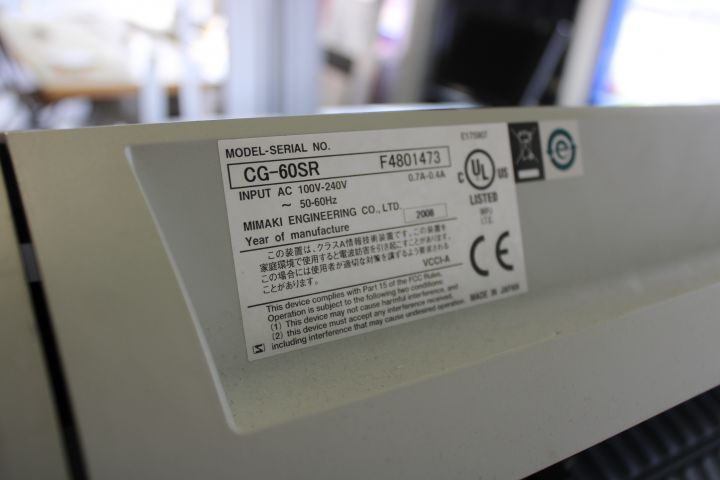 MODEL-SERIAL NO.
E175907
CG-60SR F4801473
INPUT AC 100V-240V 0.7A-0.4A
~ 50-60Hz
C UL US
LISTED
MIMAKI ENGINEERING CO., LTD.
Year of manufacture 2008
この装置は、クラスA情報技術装置です。この装置を
家庭環境で使用すると電波妨害を引き起こすことがあります。
この場合には使用者が適切な対策を講ずるよう要求される
ことがあります。 VCCI-A
CE
This device complies with Part 15 of the FCC Rules.
Operation is subject to the following two conditions:
(1) This device may not cause harmful interference, and
(2) this device must accept any interference received,
including interference that may cause undesired operation.
MADE IN JAPAN
e